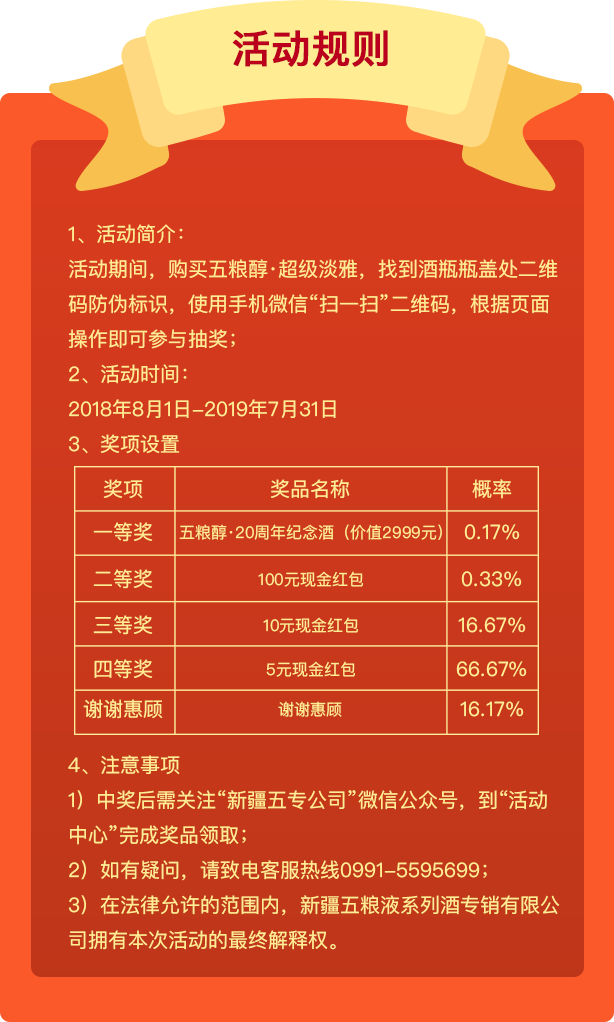 活动规则
1、活动简介：
活动期间，购买五粮醇·超级淡雅，找到酒瓶瓶盖处二维
码防伪标识，使用手机微信“扫一扫”二维码，根据页面
操作即可参与抽奖；
2、活动时间：
2018年8月1日-2019年7月31日
3、奖项设置
奖项 奖品名称 概率
一等奖 五粮醇·20周年纪念酒（价值2999元） 0.17%
二等奖 100元现金红包 0.33%
三等奖 10元现金红包 16.67%
四等奖 5元现金红包 66.67%
谢谢惠顾 谢谢惠顾 16.17%
4、注意事项
1）中奖后需关注“新疆五专公司”微信公众号，到“活动
中心”完成奖品领取；
2）如有疑问，请致电客服热线0991-5595699；
3）在法律允许的范围内，新疆五粮液系列酒专销有限公
司拥有本次活动的最终解释权。